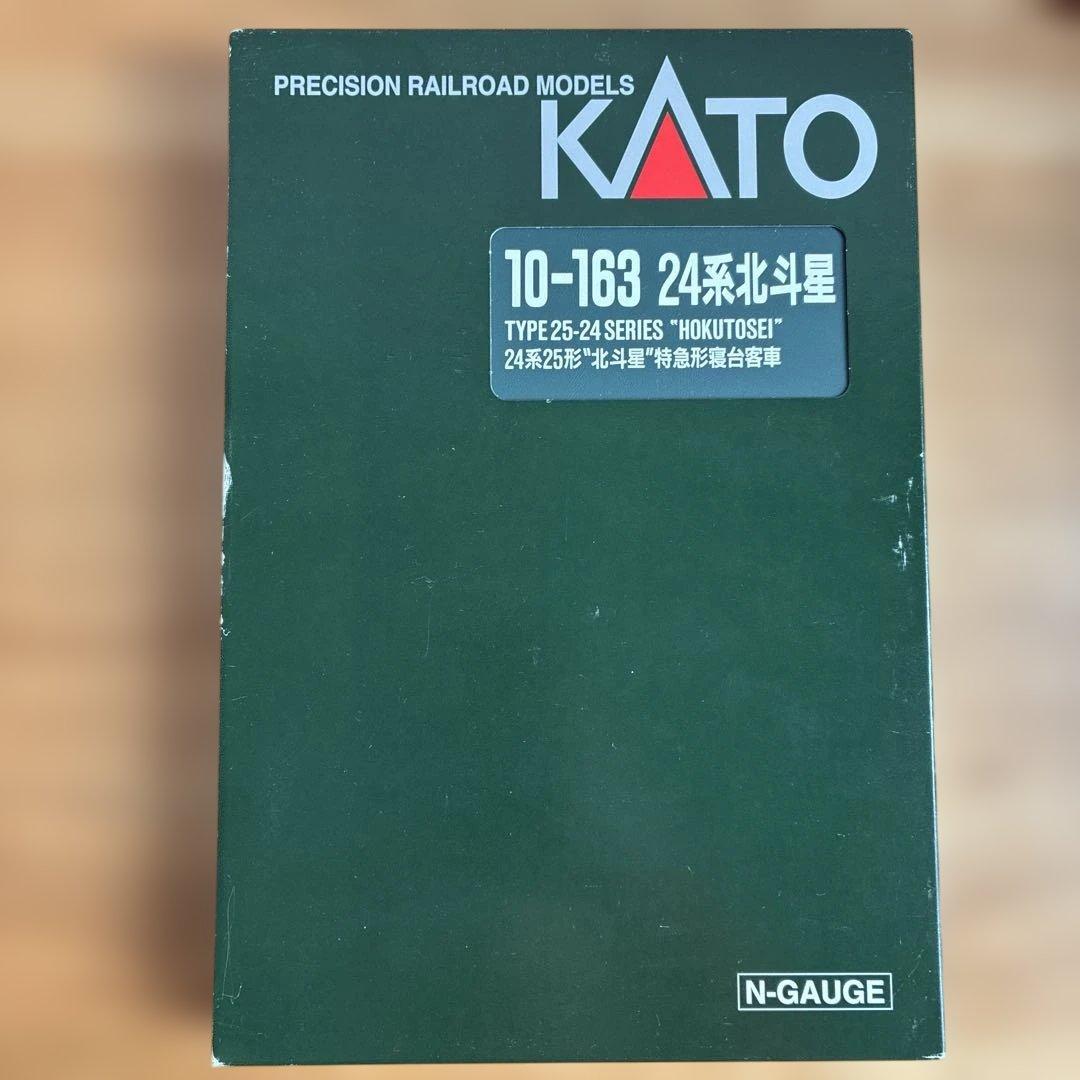 PRECISION RAILROAD MODELS
KATO
10-163 24系北斗星
TYPE 25-24 SERIES "HOKUTOSEI"
24系25形"北斗星"特急形寝台客車
N-GAUGE